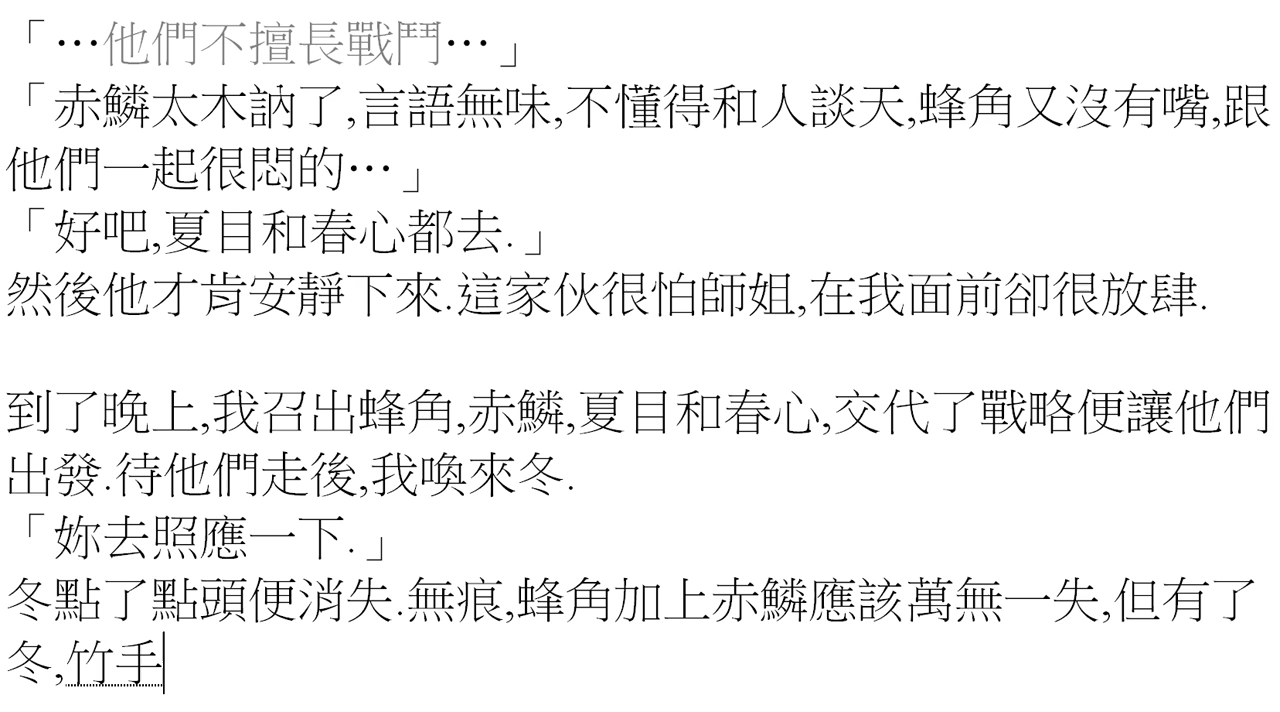 「…他們不擅長戰鬥…」
「赤鱗太木訥了,言語無味,不懂得和人談天,蜂角又沒有嘴,跟
他們一起很悶的…」
「好吧,夏目和春心都去.」
然後他才肯安靜下來.這家伙很怕師姐,在我面前卻很放肆.
到了晚上,我召出蜂角,赤鱗,夏目和春心,交代了戰略便讓他們
出發.待他們走後,我喚來冬.
「妳去照應一下.」
冬點了點頭便消失.無痕,蜂角加上赤鱗應該萬無一失,但有了
冬,竹手